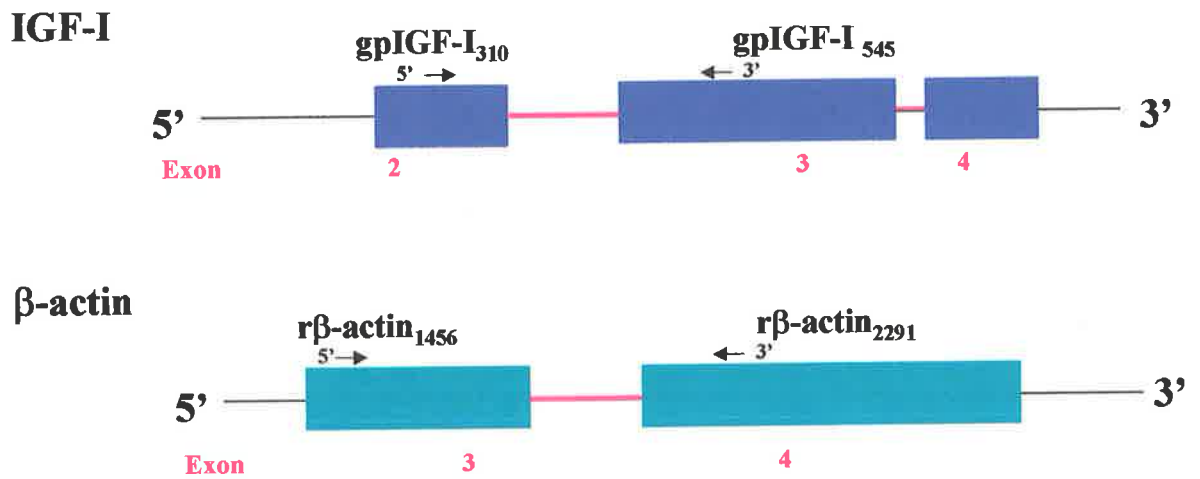 IGF-I
gpIGF-I310 gpIGF-I 545
5' 3'
5' 3'
Exon 2 3 4
β-actin
rβ-actin1456 rβ-actin2291
5' 3'
5' 3'
Exon 3 4